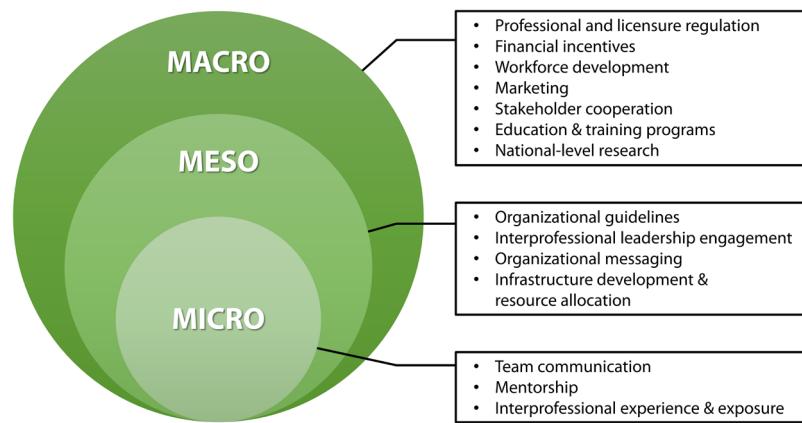 MACRO
• Professional and licensure regulation
• Financial incentives
• Workforce development
• Marketing
• Stakeholder cooperation
• Education & training programs
• National-level research
MESO
• Organizational guidelines
• Interprofessional leadership engagement
• Organizational messaging
• Infrastructure development &
resource allocation
MICRO
• Team communication
• Mentorship
• Interprofessional experience & exposure